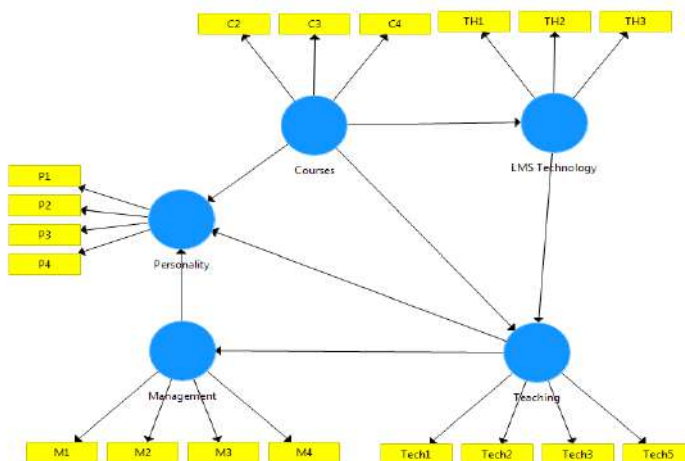 C2
C3
C4
TH1
TH2
TH3
Courses
LMS Technology
P1
P2
P3
P4
Personality
Management
Teaching
M1
M2
M3
M4
Tech1
Tech2
Tech3
Tech5